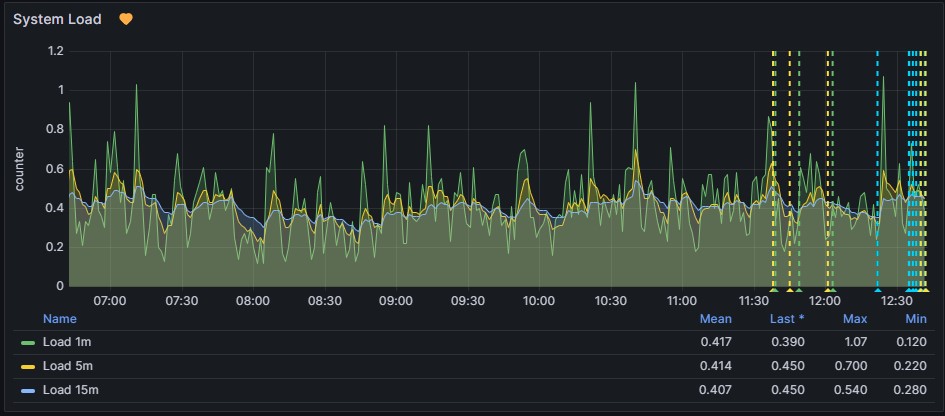 System Load
1.2
1
0.8
0.6
0.4
0.2
0
counter
07:00 07:30 08:00 08:30 09:00 09:30 10:00 10:30 11:00 11:30 12:00 12:30
Name Mean Last * Max Min
Load 1m 0.417 0.390 1.07 0.120
Load 5m 0.414 0.450 0.700 0.220
Load 15m 0.407 0.450 0.540 0.280